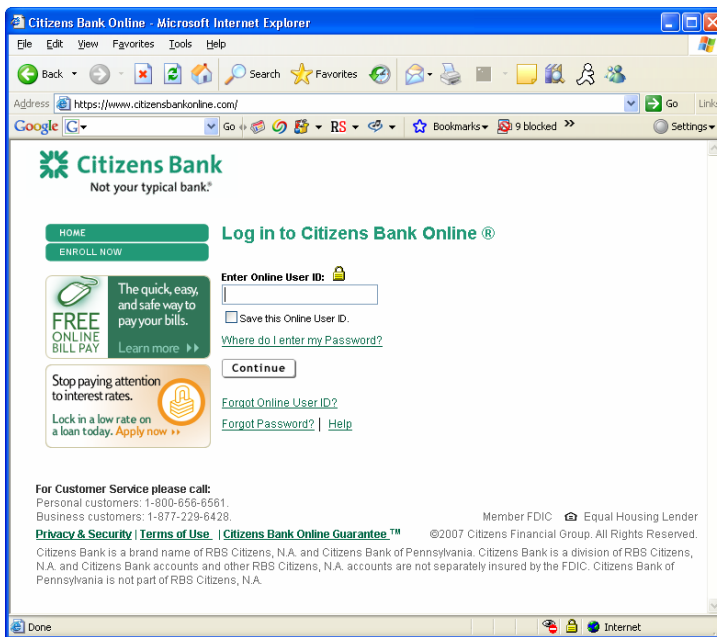 Citizens Bank Online - Microsoft Internet Explorer
File Edit View Favorites Tools Help
Back Search Favorites
Address https://www.citizensbankonline.com/ Go Links
Google G Go RS Bookmarks 9 blocked >> Settings
Citizens Bank
Not your typical bank.®
HOME
ENROLL NOW
Log in to Citizens Bank Online ®
FREE
ONLINE
BILL PAY
The quick, easy,
and safe way to
pay your bills.
Learn more
Enter Online User ID:
Save this Online User ID.
Where do I enter my Password?
Continue
Stop paying attention
to interest rates.
Lock in a low rate on
a loan today. Apply now
Forgot Online User ID?
Forgot Password? | Help
For Customer Service please call:
Personal customers: 1-800-656-6561.
Business customers: 1-877-229-6428.
Member FDIC Equal Housing Lender
Privacy & Security | Terms of Use | Citizens Bank Online Guarantee ™ ©2007 Citizens Financial Group. All Rights Reserved.
Citizens Bank is a brand name of RBS Citizens, N.A. and Citizens Bank of Pennsylvania. Citizens Bank is a division of RBS Citizens,
N.A. and Citizens Bank accounts and other RBS Citizens, N.A. accounts are not separately insured by the FDIC. Citizens Bank of
Pennsylvania is not part of RBS Citizens, N.A.
Done Internet